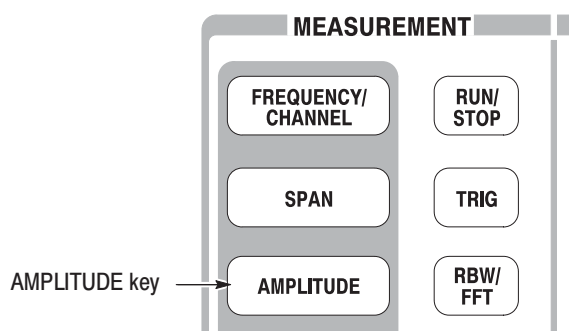 MEASUREMENT
FREQUENCY/
CHANNEL
RUN/
STOP
SPAN
TRIG
AMPLITUDE key
AMPLITUDE
RBW/
FFT